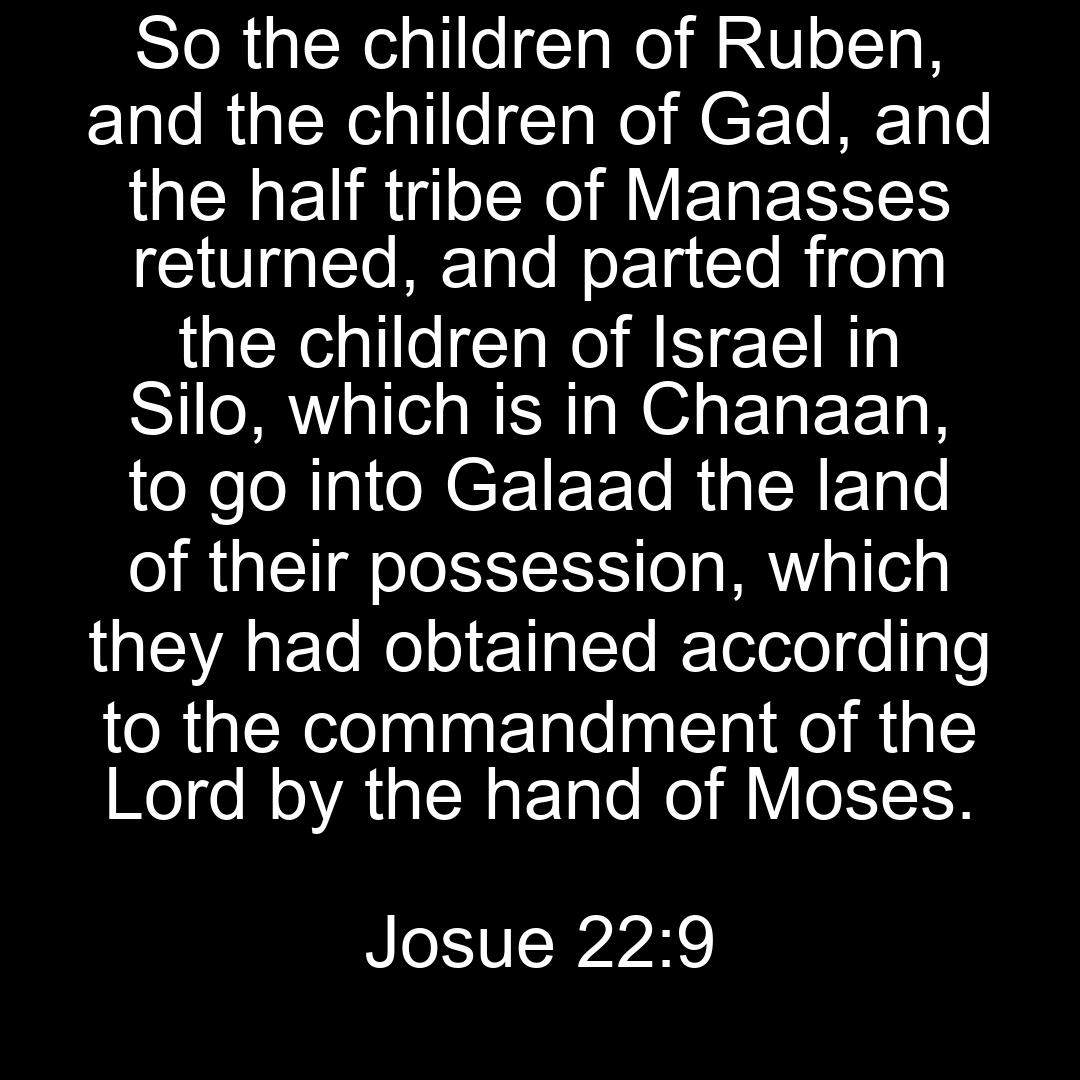 So the children of Ruben,
and the children of Gad, and
the half tribe of Manasses
returned, and parted from
the children of Israel in
Silo, which is in Chanaan,
to go into Galaad the land
of their possession, which
they had obtained according
to the commandment of the
Lord by the hand of Moses.
Josue 22:9